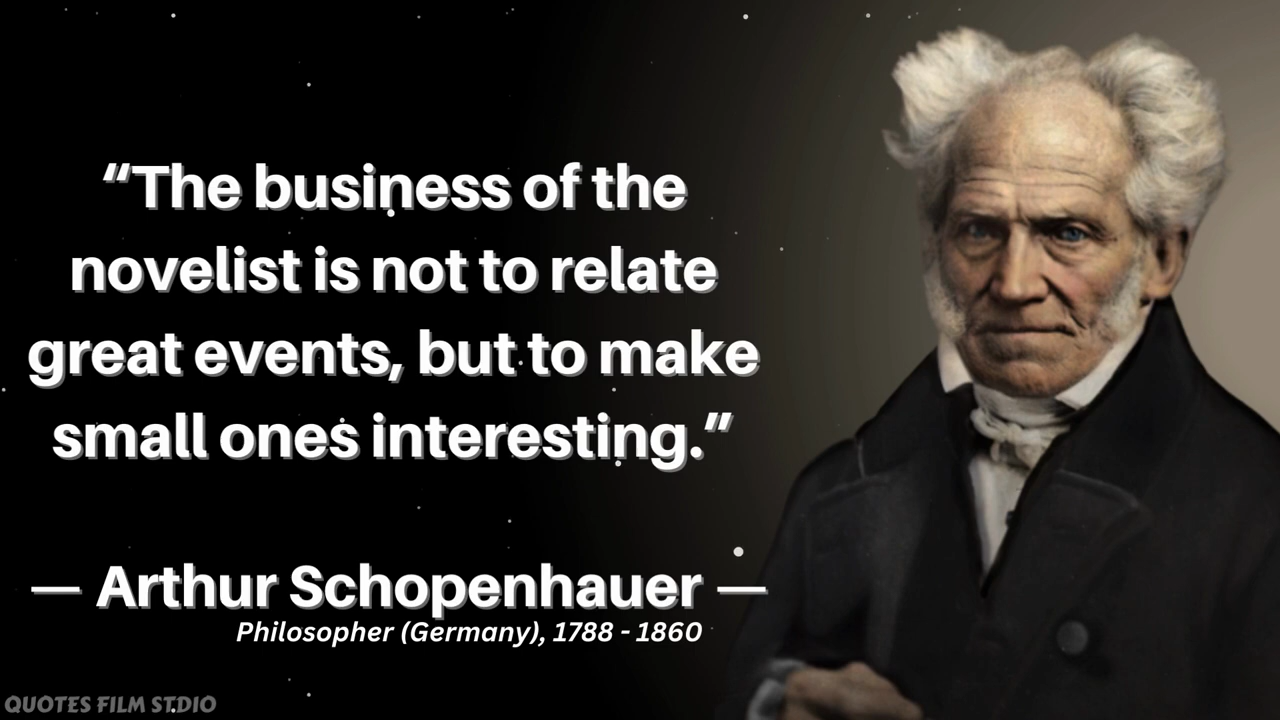 “The business of the
novelist is not to relate
great events, but to make
small ones interesting.”
— Arthur Schopenhauer —
Philosopher (Germany), 1788 - 1860
QUOTES FILM STDIO